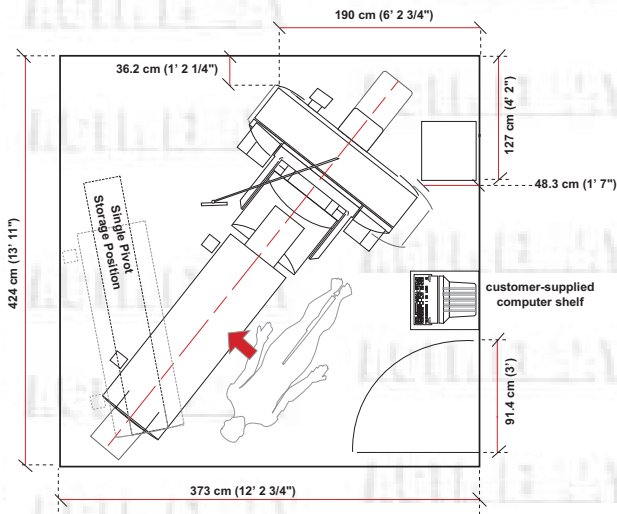 190 cm (6' 2 3/4")
36.2 cm (1' 2 1/4")
127 cm (4' 2")
48.3 cm (1' 7")
Single Pivot
Storage Position
424 cm (13' 11")
customer-supplied
computer shelf
91.4 cm (3')
373 cm (12' 2 3/4")